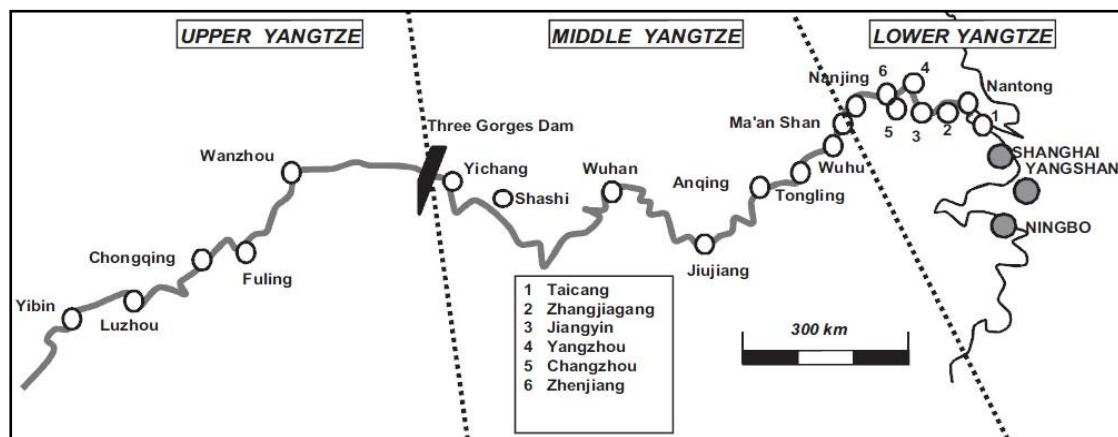 UPPER YANGTZE
MIDDLE YANGTZE
LOWER YANGTZE
Nanjing
6
4
Nantong
5
3
2
1
Ma'an Shan
Three Gorges Dam
Wanzhou
Yichang
Wuhan
Anqing
Wuhu
SHANGHAI
YANGSHAN
Shashi
Tongling
NINGBO
Chongqing
Fuling
Jiujiang
Yibin
Luzhou
1 Taicang
2 Zhangjiagang
3 Jiangyin
4 Yangzhou
5 Changzhou
6 Zhenjiang
300 km